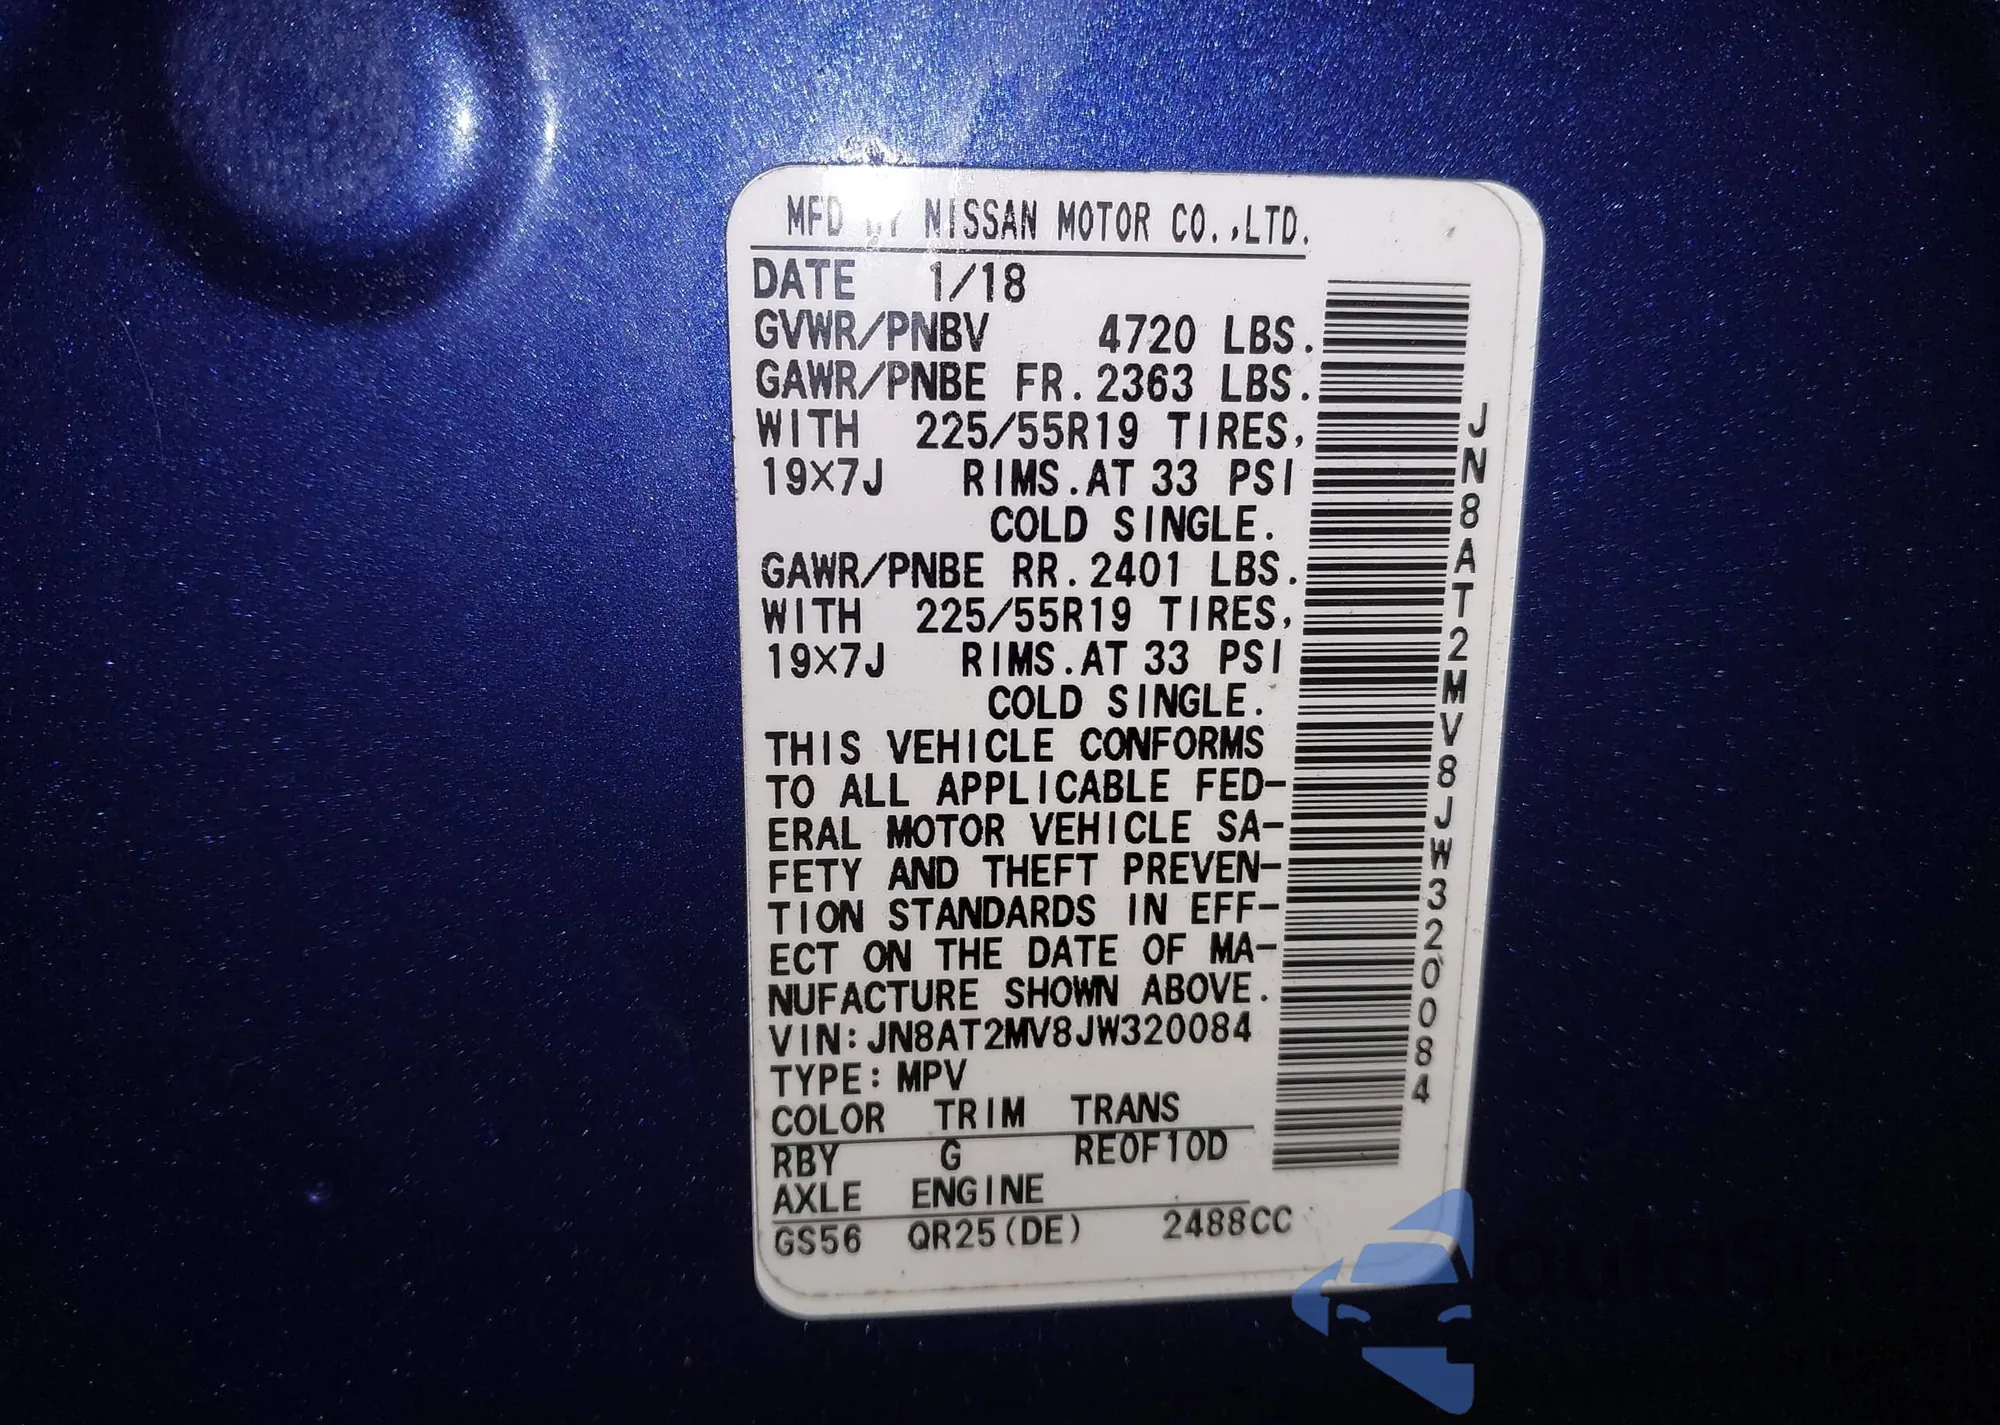 MFD BY NISSAN MOTOR CO.,LTD.
DATE 1/18
GVWR/PNBV 4720 LBS.
GAWR/PNBE FR.2363 LBS.
WITH 225/55R19 TIRES,
19×7J RIMS.AT 33 PSI
COLD SINGLE.
GAWR/PNBE RR.2401 LBS.
WITH 225/55R19 TIRES,
19×7J RIMS.AT 33 PSI
COLD SINGLE.
THIS VEHICLE CONFORMS
TO ALL APPLICABLE FED-
ERAL MOTOR VEHICLE SA-
FETY AND THEFT PREVEN-
TION STANDARDS IN EFF-
ECT ON THE DATE OF MA-
NUFACTURE SHOWN ABOVE.
VIN:JN8AT2MV8JW320084
TYPE:MPV
COLOR TRIM TRANS
RBY G RE0F10D
AXLE ENGINE
GS56 QR25(DE) 2488CC
JN8AT2MV8JW320084